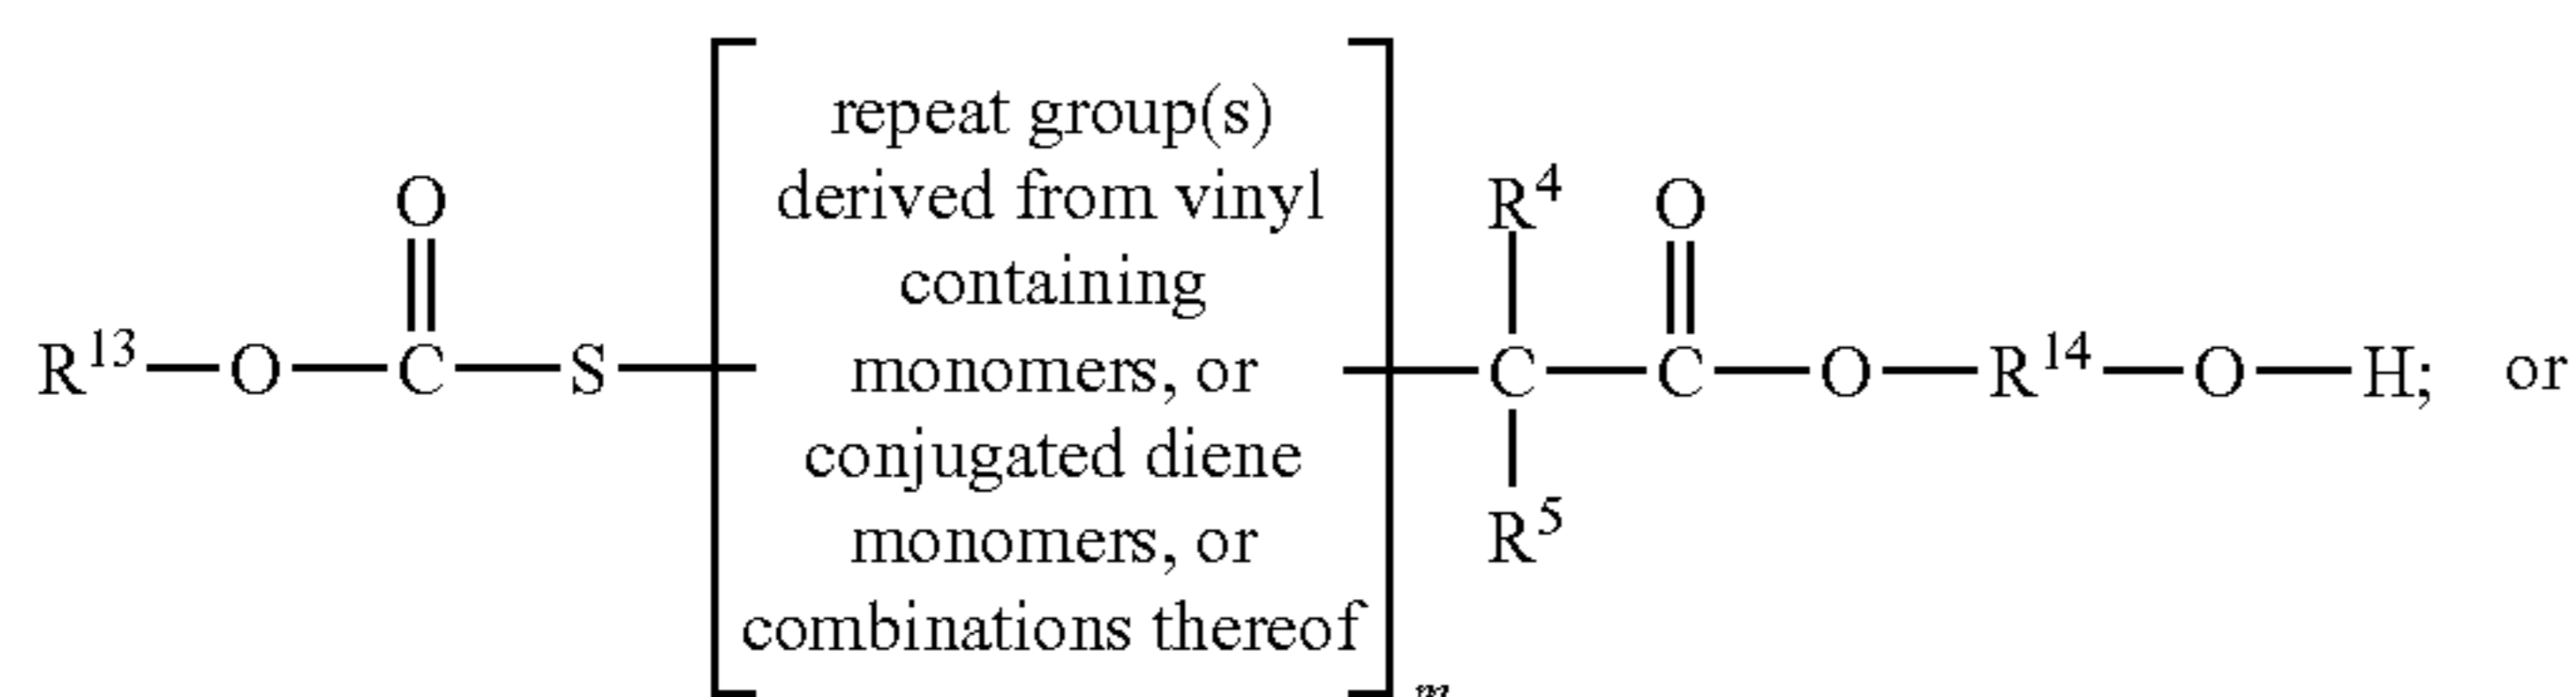 repeat group(s)
derived from vinyl
containing
monomers, or
conjugated diene
monomers, or
combinations thereof
O
R⁴ O
R¹³—O—C—S— —C—C—O—R¹⁴—O—H; or
R⁵
m